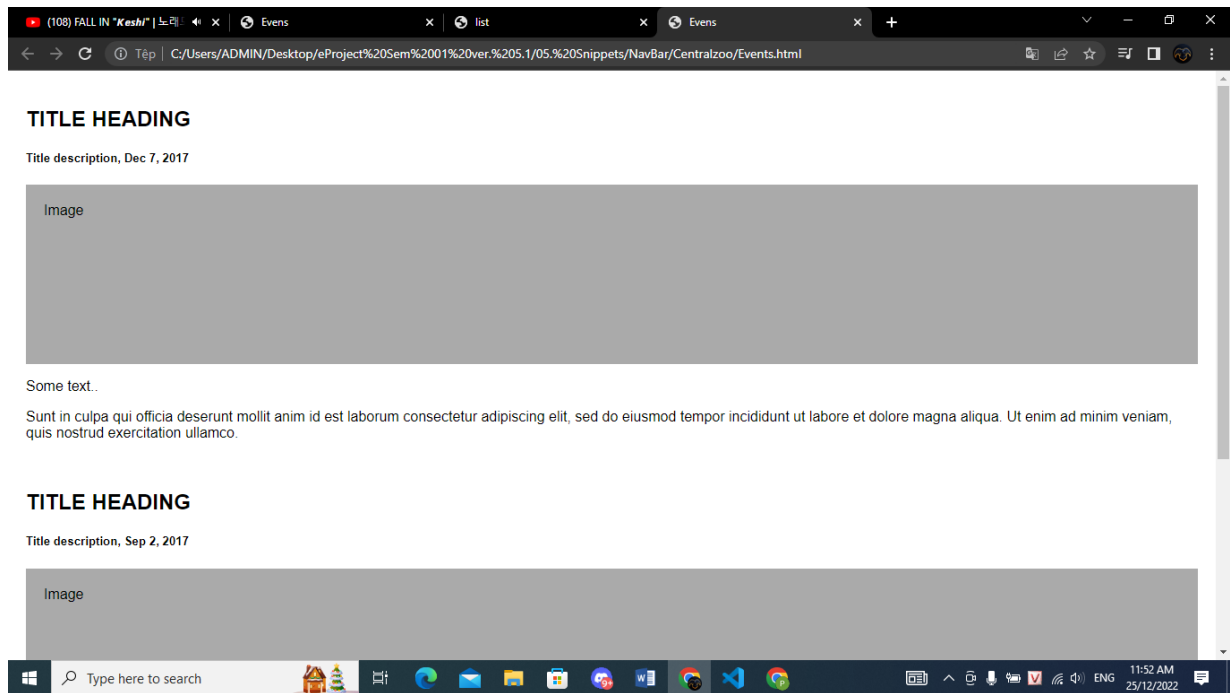 (108) FALL IN "Keshi" | 노래
Evens
list
Evens
Tệp
C:/Users/ADMIN/Desktop/eProject%20Sem%2001%20ver.%205.1/05.%20Snippets/NavBar/Centralzoo/Events.html
TITLE HEADING
Title description, Dec 7, 2017
Image
Some text..
Sunt in culpa qui officia deserunt mollit anim id est laborum consectetur adipiscing elit, sed do eiusmod tempor incididunt ut labore et dolore magna aliqua. Ut enim ad minim veniam,
quis nostrud exercitation ullamco.
TITLE HEADING
Title description, Sep 2, 2017
Image
Type here to search
ENG
11:52 AM
25/12/2022